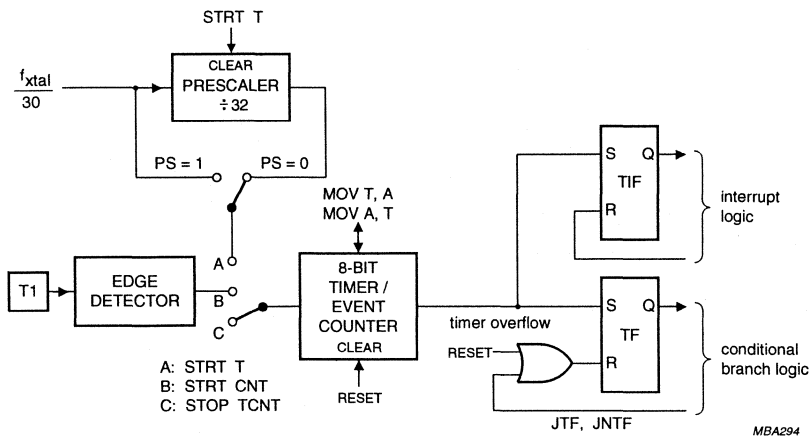 STRT T
fxtal
30
CLEAR
PRESCALER
÷32
PS = 1
PS = 0
MOV T, A
MOV A, T
A
B
C
T1
EDGE
DETECTOR
8-BIT
TIMER /
EVENT
COUNTER
CLEAR
RESET
A: STRT T
B: STRT CNT
C: STOP TCNT
timer overflow
S Q
TIF
R
interrupt
logic
S Q
TF
R
RESET
JTF, JNTF
conditional
branch logic
MBA294